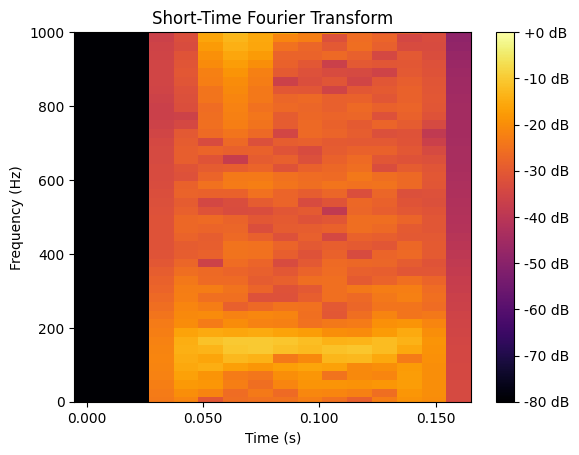 Short-Time Fourier Transform
Frequency (Hz)
1000
800
600
400
200
0
0.000
0.050
0.100
0.150
Time (s)
+0 dB
-10 dB
-20 dB
-30 dB
-40 dB
-50 dB
-60 dB
-70 dB
-80 dB